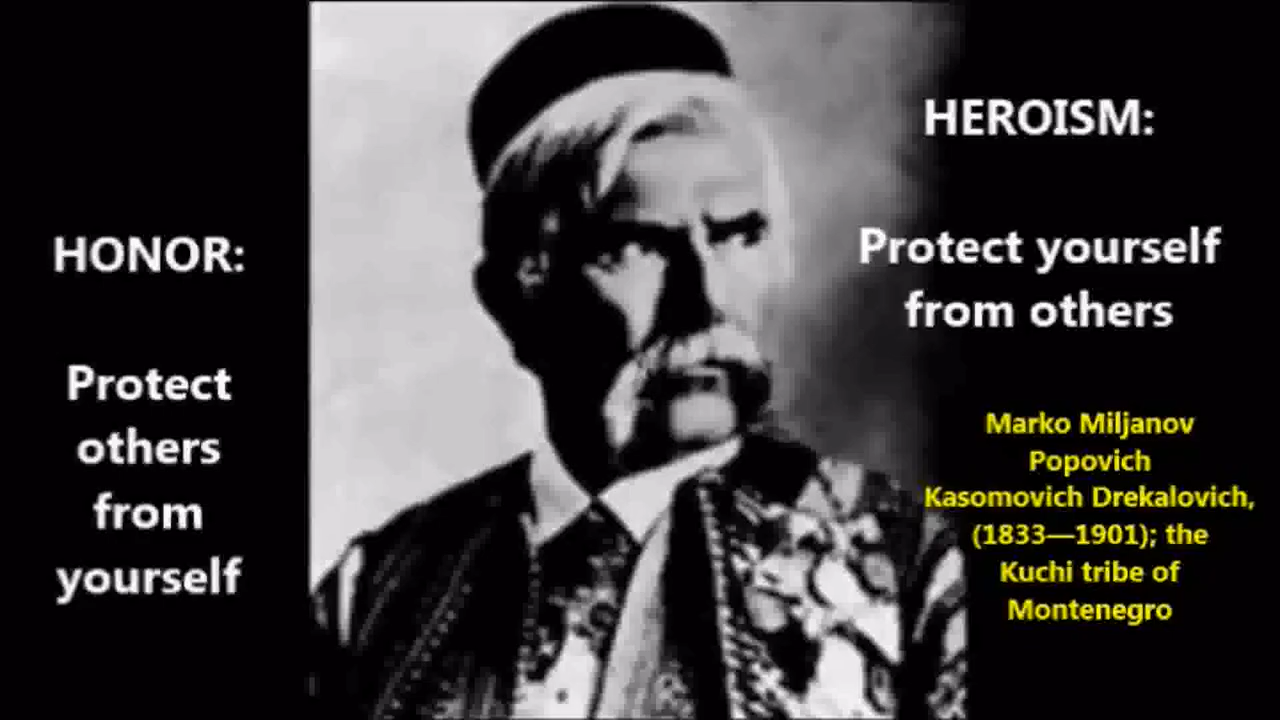 HONOR:
Protect
others
from
yourself
HEROISM:
Protect yourself
from others
Marko Miljanov
Popovich
Kasomovich Drekalovich,
(1833—1901); the
Kuchi tribe of
Montenegro